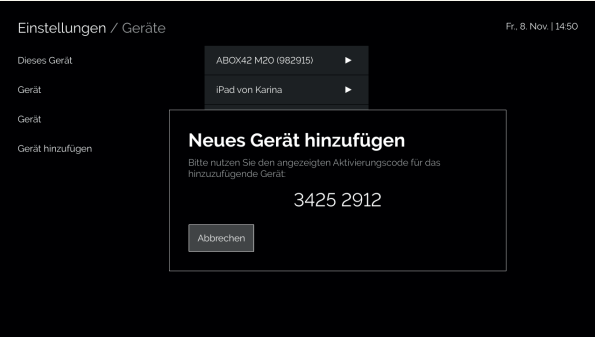 Einstellungen / Geräte
Fr., 8. Nov. | 14:50
Dieses Gerät
ABOX42 M20 (982915)
Gerät
iPad von Karina
Gerät
Gerät hinzufügen
Neues Gerät hinzufügen
Bitte nutzen Sie den angezeigten Aktivierungscode für das
hinzuzufügende Gerät:
3425 2912
Abbrechen